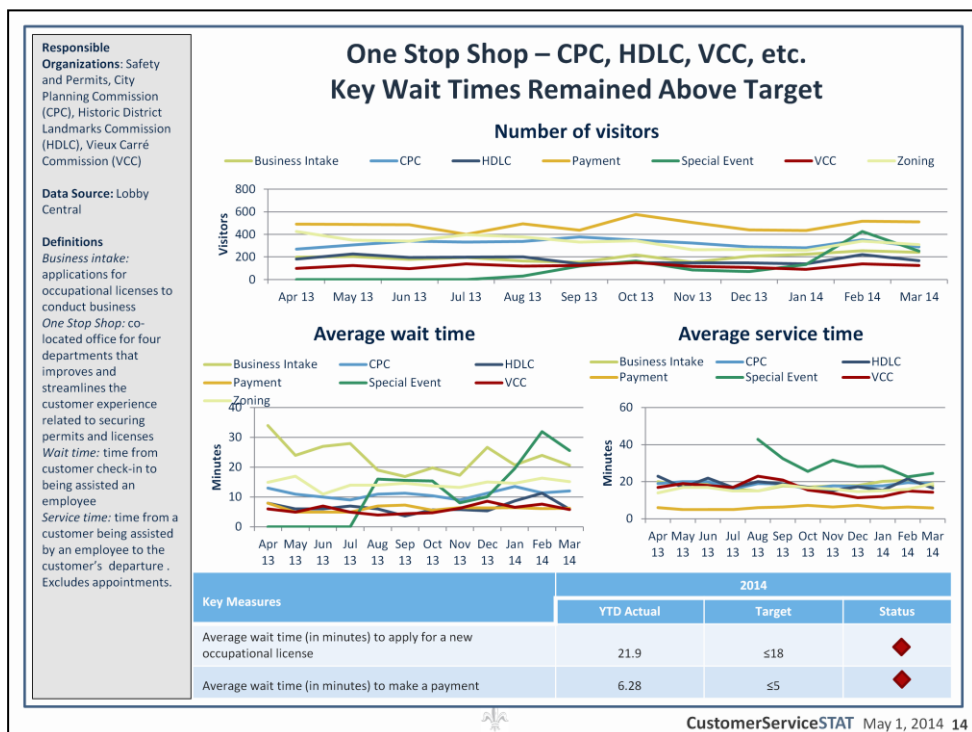 Responsible
Organizations: Safety
and Permits, City
Planning Commission
(CPC), Historic District
Landmarks Commission
(HDLC), Vieux Carré
Commission (VCC)
Data Source: Lobby
Central
Definitions
Business intake:
applications for
occupational licenses to
conduct business
One Stop Shop: co-
located office for four
departments that
improves and
streamlines the
customer experience
related to securing
permits and licenses
Wait time: time from
customer check-in to
being assisted an
employee
Service time: time from a
customer being assisted
by an employee to the
customer's departure .
Excludes appointments.
One Stop Shop – CPC, HDLC, VCC, etc.
Key Wait Times Remained Above Target
Number of visitors
Business Intake CPC HDLC Payment Special Event VCC Zoning
Visitors
800
600
400
200
0
Apr 13 May 13 Jun 13 Jul 13 Aug 13 Sep 13 Oct 13 Nov 13 Dec 13 Jan 14 Feb 14 Mar 14
Average wait time
Business Intake CPC HDLC
Payment Special Event VCC
Zoning
Minutes
40
30
20
10
0
Apr May Jun Jul Aug Sep Oct Nov Dec Jan Feb Mar
13 13 13 13 13 13 13 13 13 14 14 14
Average service time
Business Intake CPC HDLC
Payment Special Event VCC
Minutes
60
40
20
0
Apr May Jun Jul Aug Sep Oct Nov Dec Jan Feb Mar
13 13 13 13 13 13 13 13 13 14 14 14
Key Measures 2014
YTD Actual Target Status
Average wait time (in minutes) to apply for a new
occupational license 21.9 ≤18
Average wait time (in minutes) to make a payment 6.28 ≤5
CustomerServiceSTAT May 1, 2014 14